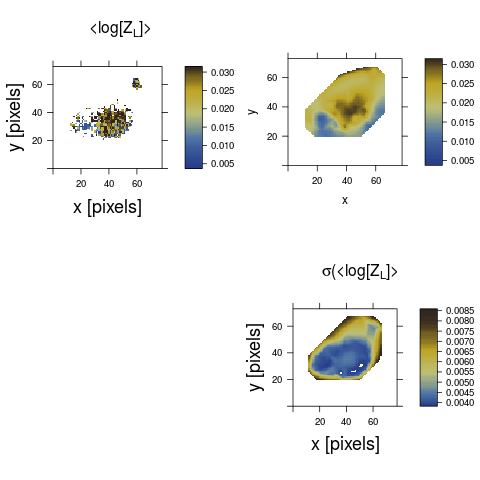 <log[Z_L]>
60
40
20
y [pixels]
20 40 60
x [pixels]
0.030
0.025
0.020
0.015
0.010
0.005
60
40
20
y
20 40 60
x
0.030
0.025
0.020
0.015
0.010
0.005
σ(<log[Z_L]>
60
40
20
y [pixels]
20 40 60
x [pixels]
0.0085
0.0080
0.0075
0.0070
0.0065
0.0060
0.0055
0.0050
0.0045
0.0040